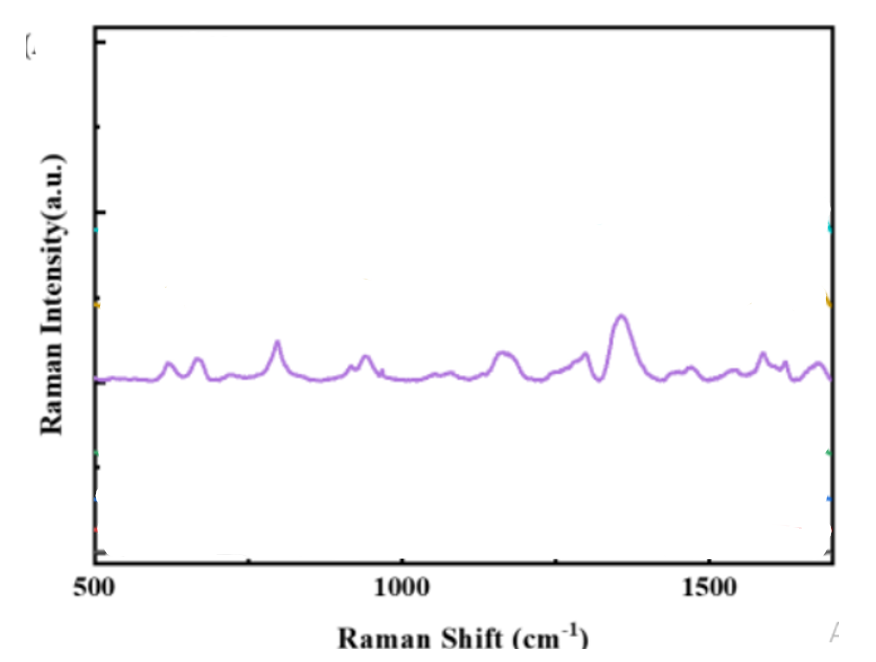 Raman Intensity(a.u.)
500 1000 1500
Raman Shift (cm⁻¹)